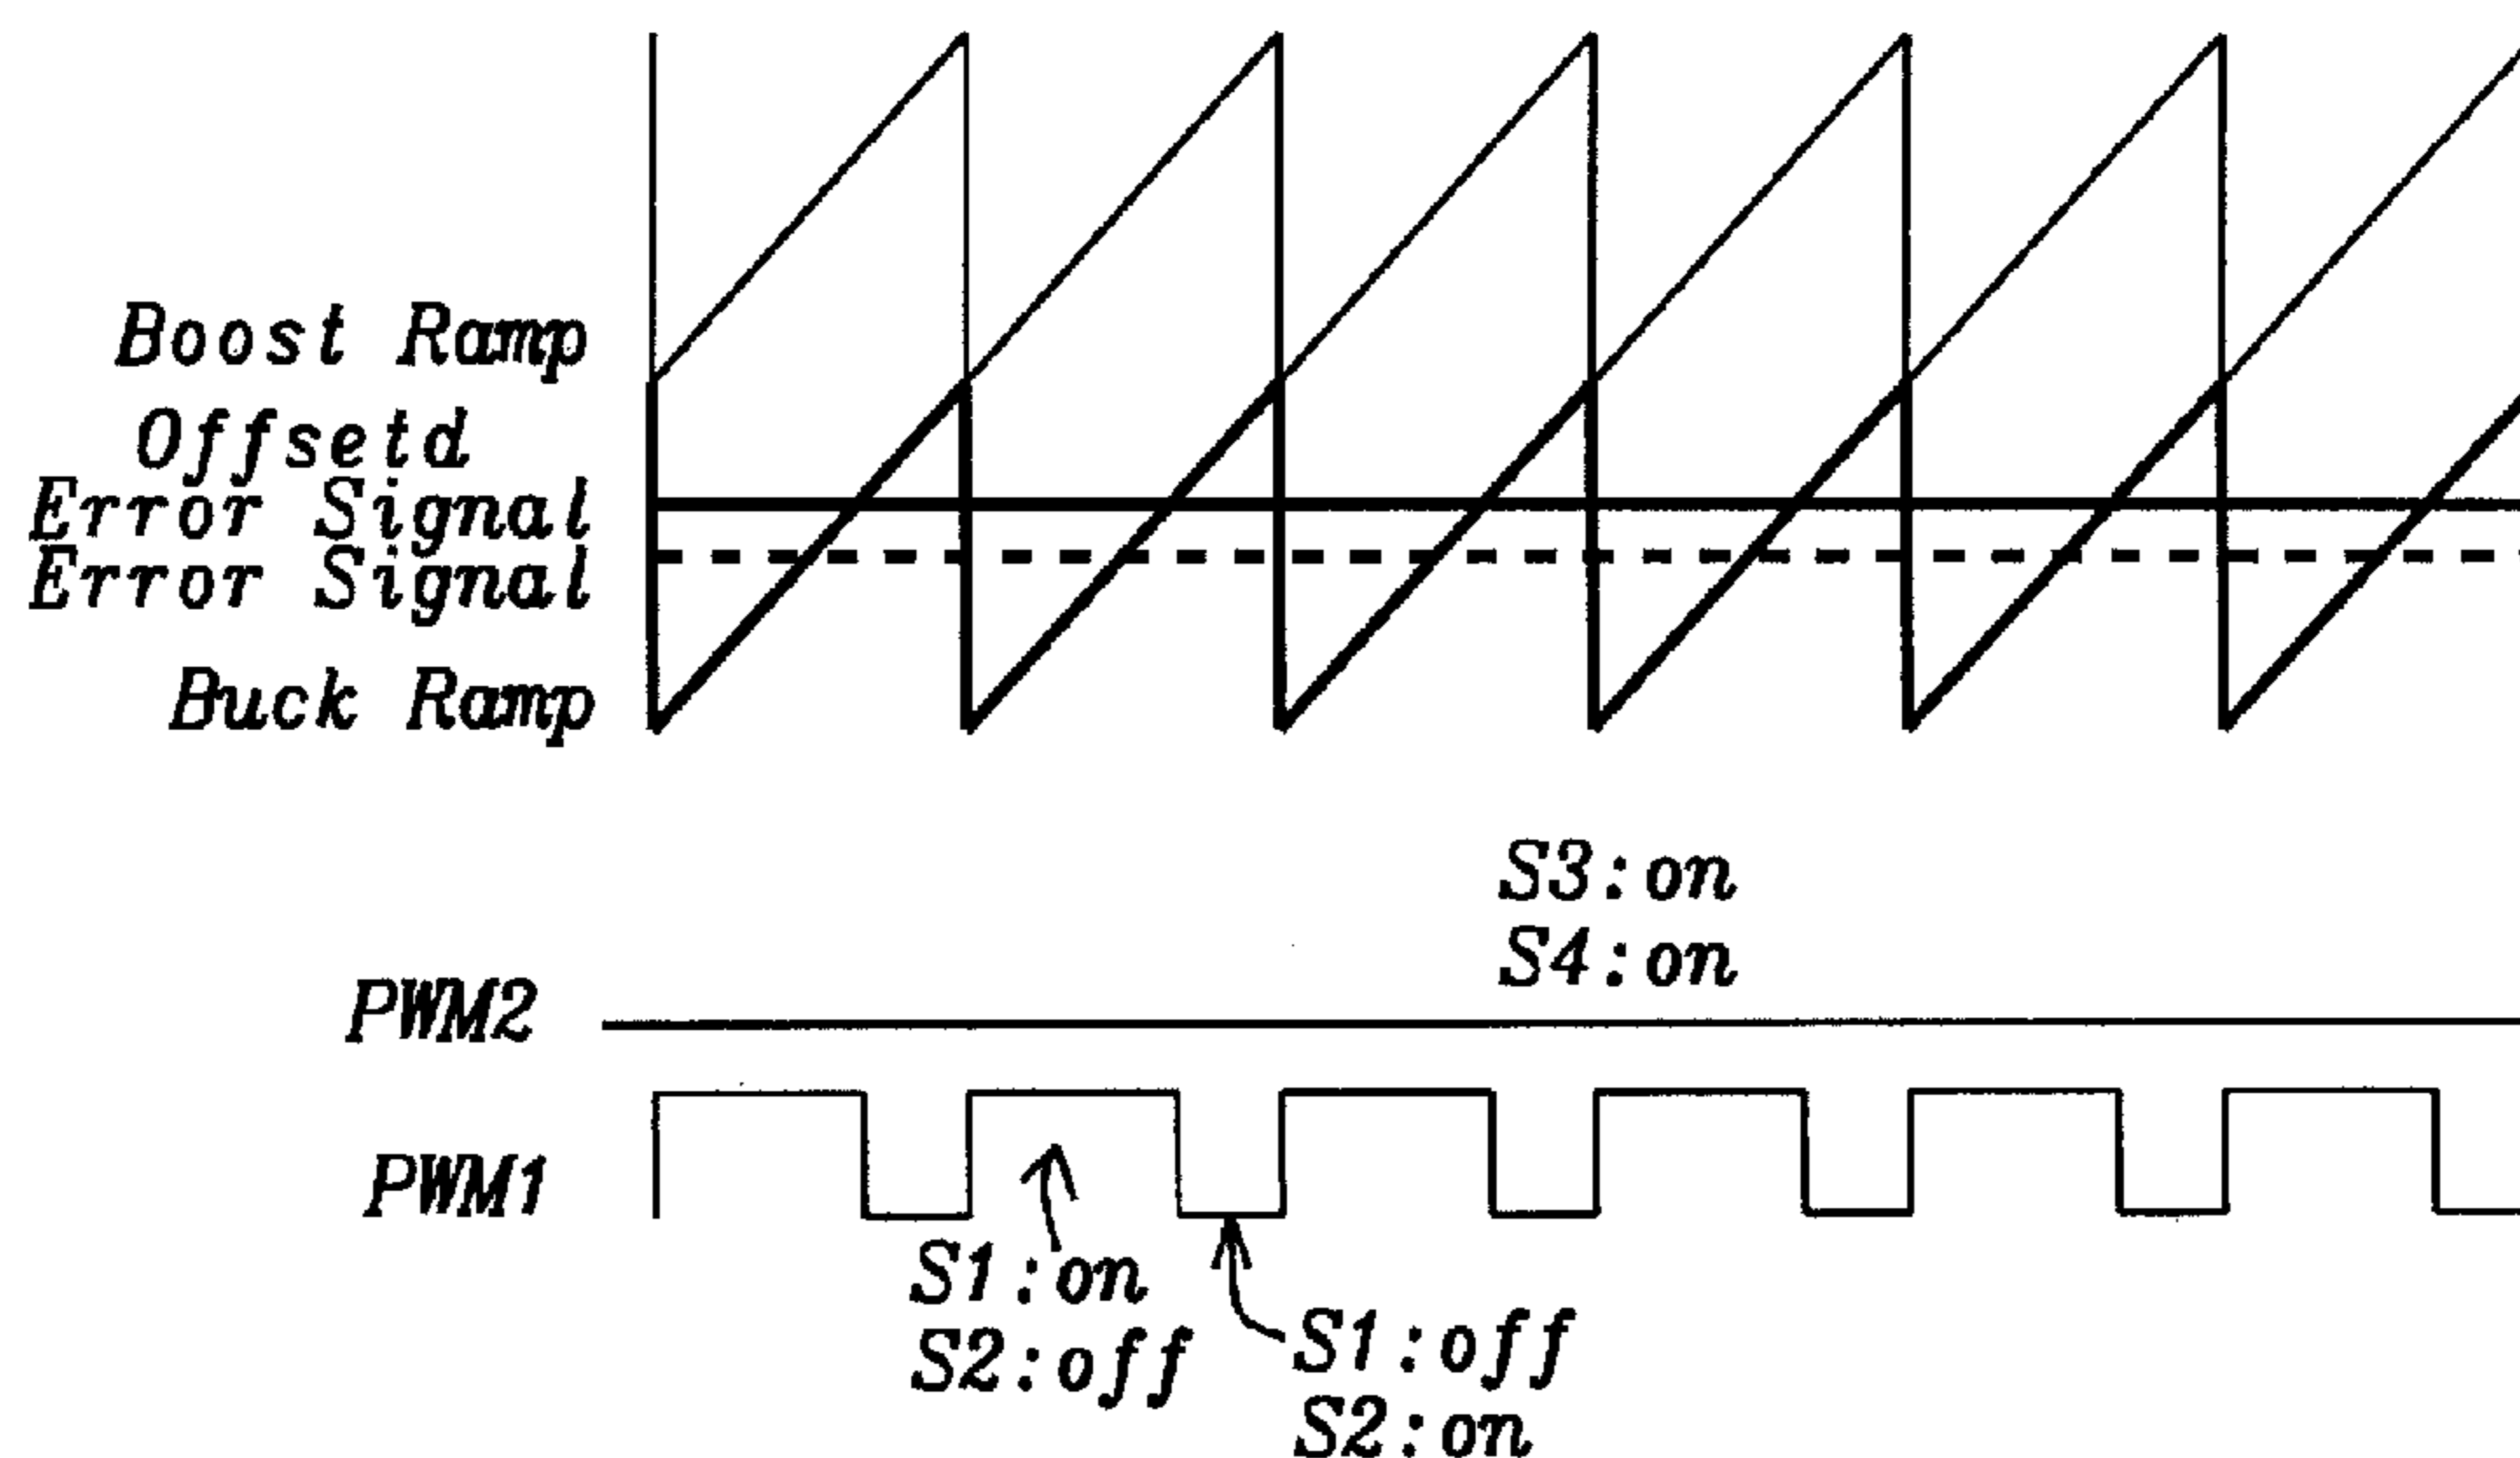 Boost Ramp
Offsetd
Error Signal
Error Signal
Buck Ramp
S3:on
S4:on
PWM2
PWM1
S1:on
S2:off
S1:off
S2:on